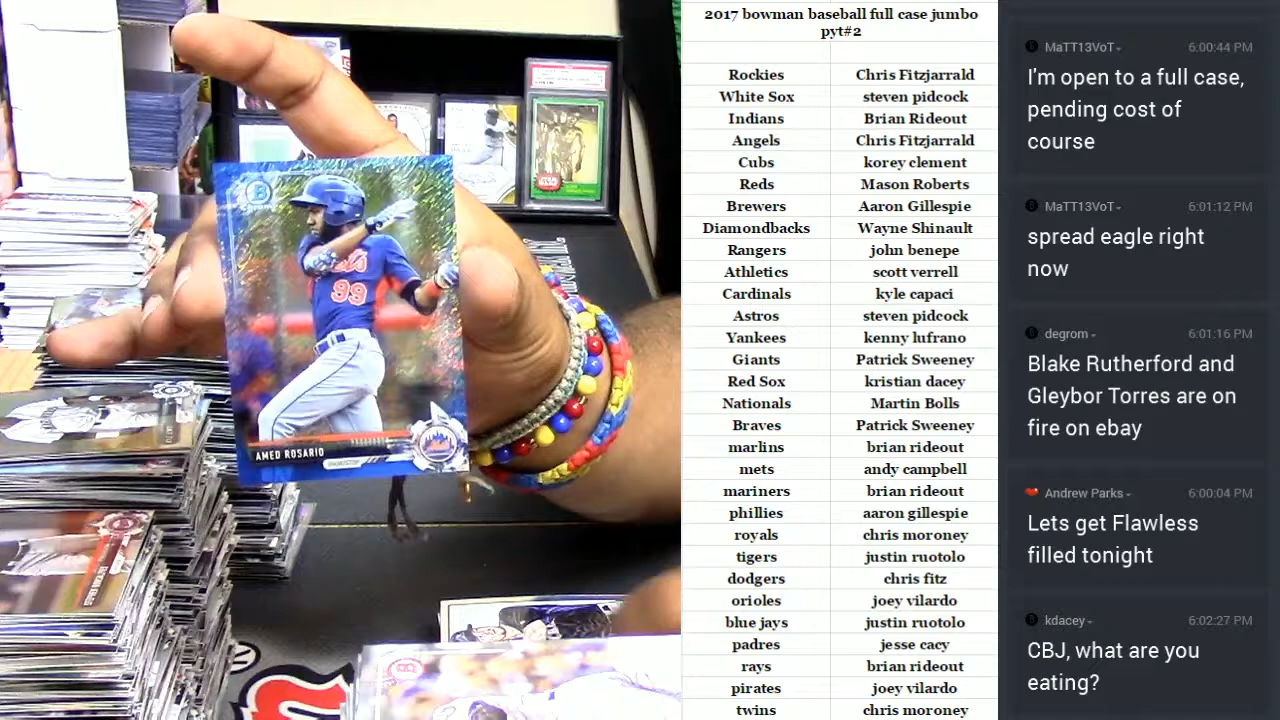 Mets
99
AMED ROSARIO
SHORTSTOP
2017 bowman baseball full case jumbo
pyt#2
Rockies Chris Fitzjarrald
White Sox steven pidcock
Indians Brian Rideout
Angels Chris Fitzjarrald
Cubs korey clement
Reds Mason Roberts
Brewers Aaron Gillespie
Diamondbacks Wayne Shinault
Rangers john benepe
Athletics scott verrell
Cardinals kyle capaci
Astros steven pidcock
Yankees kenny lufrano
Giants Patrick Sweeney
Red Sox kristian dacey
Nationals Martin Bolls
Braves Patrick Sweeney
marlins brian rideout
mets andy campbell
mariners brian rideout
phillies aaron gillespie
royals chris moroney
tigers justin ruotolo
dodgers chris fitz
orioles joey vilardo
blue jays justin ruotolo
padres jesse cacy
rays brian rideout
pirates joey vilardo
twins chris moroney
MaTT13VoT 6:00:44 PM
I'm open to a full case,
pending cost of
course
MaTT13VoT 6:01:12 PM
spread eagle right
now
degrom 6:01:16 PM
Blake Rutherford and
Gleybor Torres are on
fire on ebay
Andrew Parks 6:00:04 PM
Lets get Flawless
filled tonight
kdacey 6:02:27 PM
CBJ, what are you
eating?